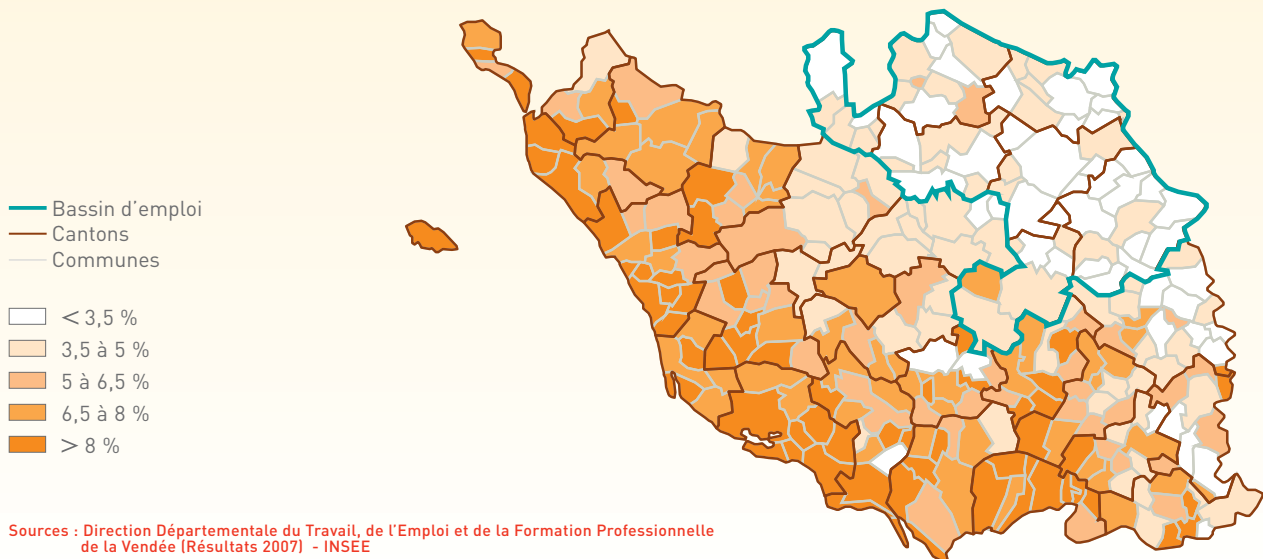 Bassin d'emploi
Cantons
Communes
< 3,5 %
3,5 à 5 %
5 à 6,5 %
6,5 à 8 %
> 8 %
Sources : Direction Départementale du Travail, de l'Emploi et de la Formation Professionnelle
de la Vendée (Résultats 2007) - INSEE